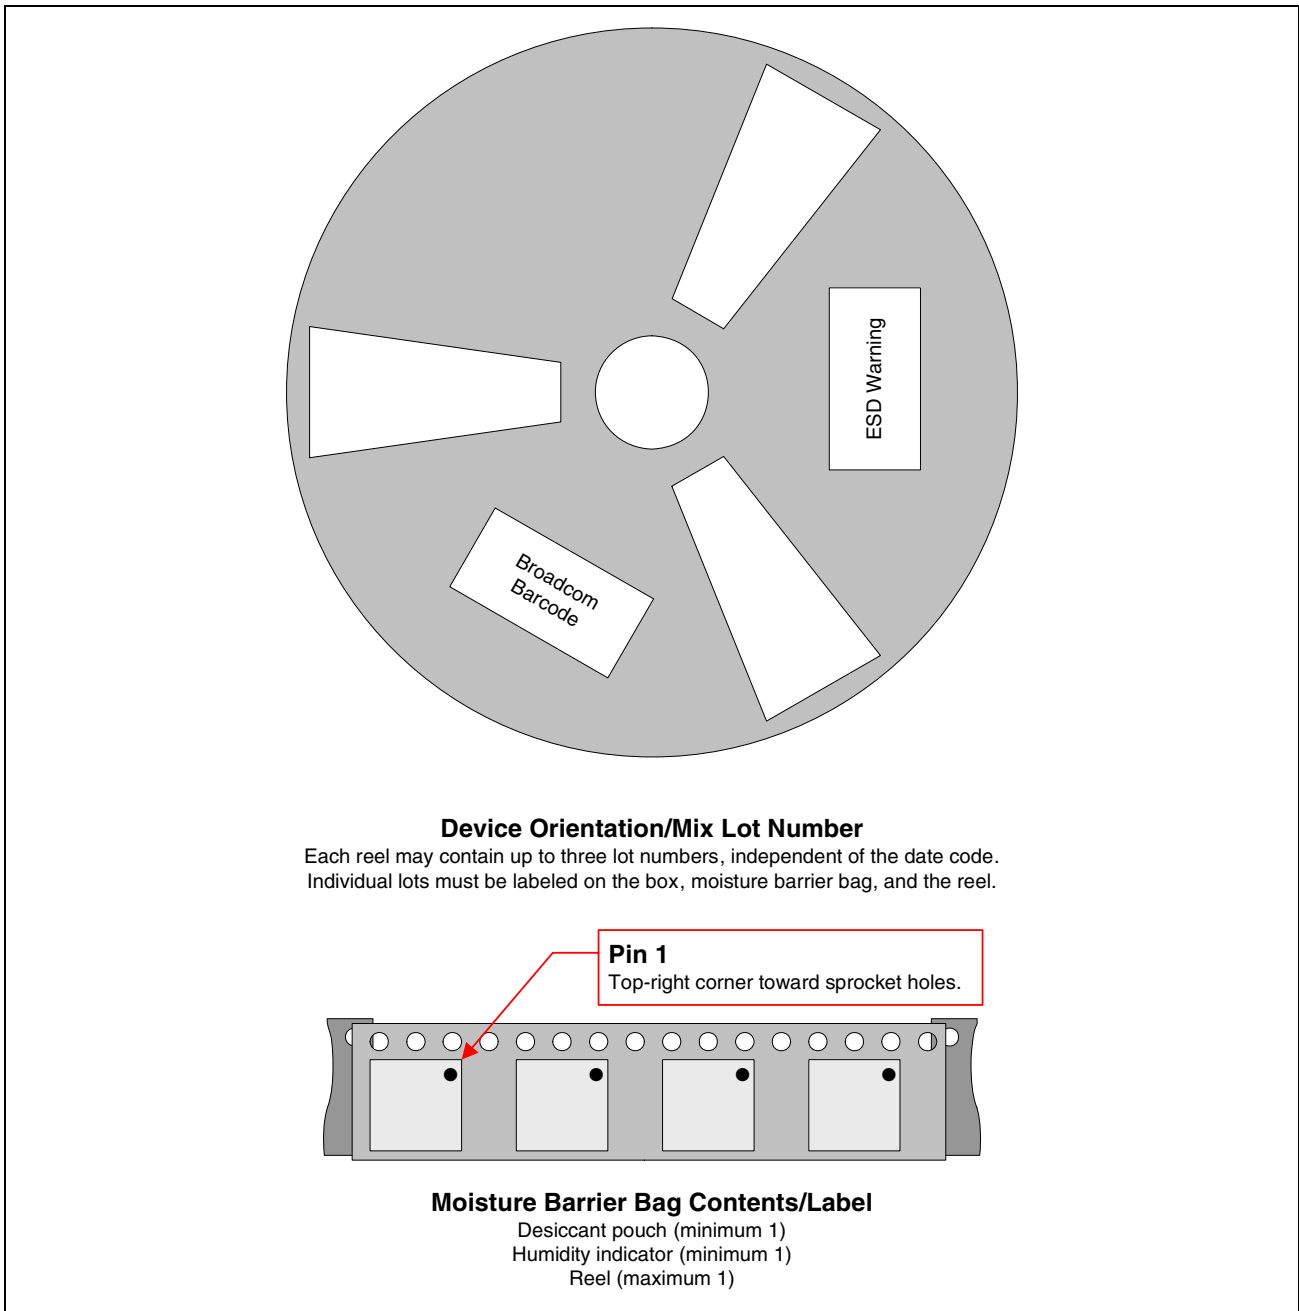 ESD Warning
Broadcom
Barcode
Device Orientation/Mix Lot Number
Each reel may contain up to three lot numbers, independent of the date code.
Individual lots must be labeled on the box, moisture barrier bag, and the reel.
Pin 1
Top-right corner toward sprocket holes.
Moisture Barrier Bag Contents/Label
Desiccant pouch (minimum 1)
Humidity indicator (minimum 1)
Reel (maximum 1)